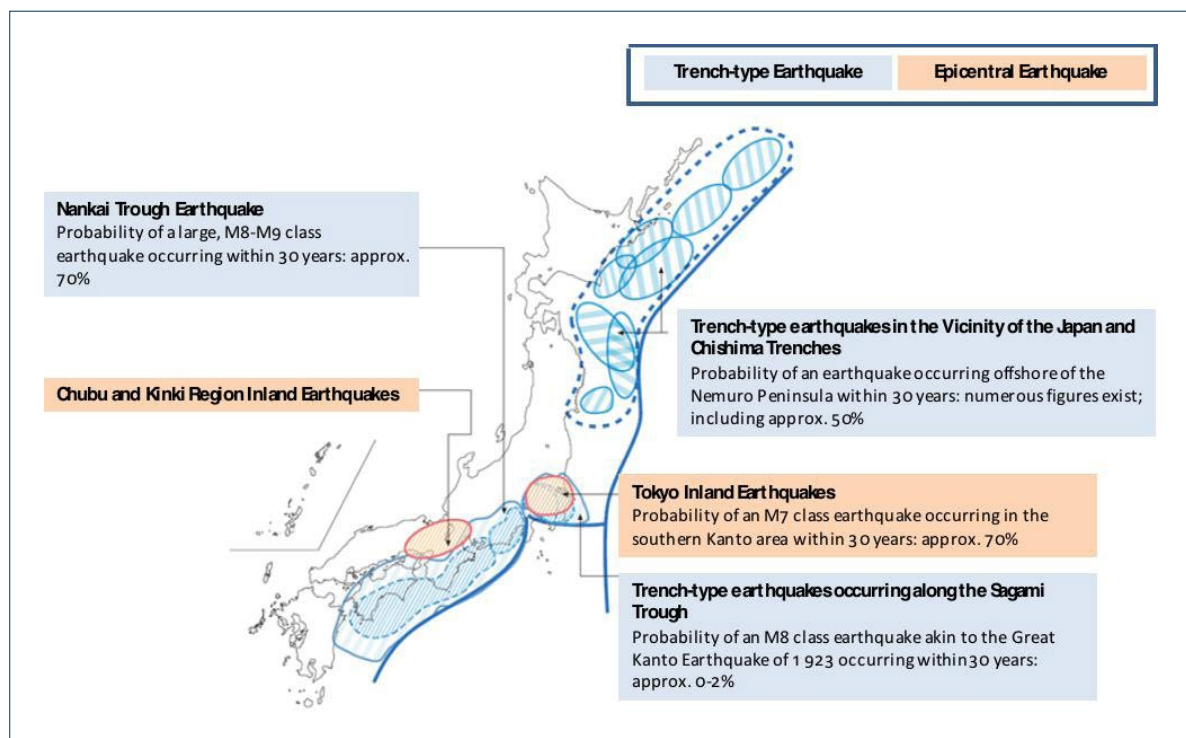 Trench-type Earthquake
Epicentral Earthquake
Nankai Trough Earthquake
Probability of a large, M8-M9 class
earthquake occurring within 30 years: approx.
70%
Trench-type earthquakes in the Vicinity of the Japan and
Chishima Trenches
Probability of an earthquake occurring offshore of the
Nemuro Peninsula within 30 years: numerous figures exist;
including approx. 50%
Chubu and Kinki Region Inland Earthquakes
Tokyo Inland Earthquakes
Probability of an M7 class earthquake occurring in the
southern Kanto area within 30 years: approx. 70%
Trench-type earthquakes occurring along the Sagami
Trough
Probability of an M8 class earthquake akin to the Great
Kanto Earthquake of 1 923 occurring within 30 years:
approx. 0-2%